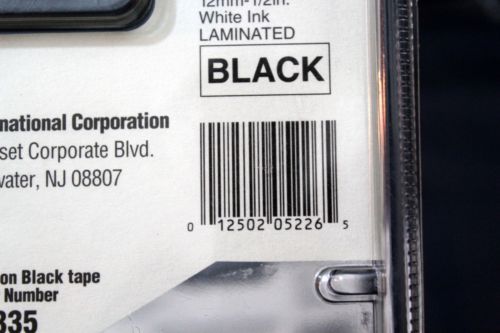 12mm-1/2in.
White Ink
LAMINATED
BLACK
national Corporation
set Corporate Blvd.
water, NJ 08807
0 12502 05226 5
on Black tape
Number
335